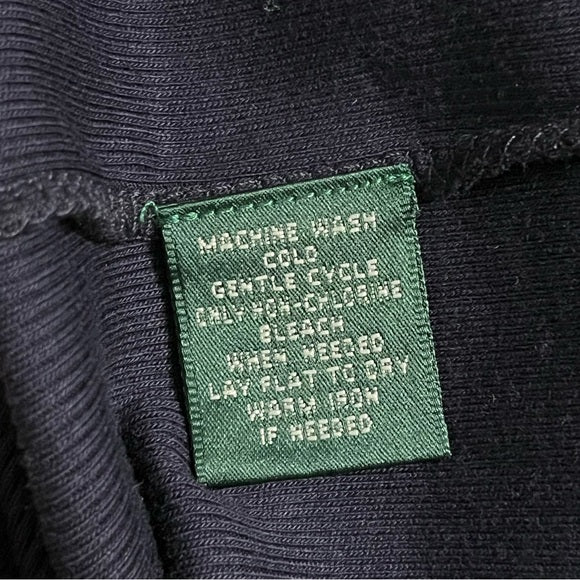 MACHINE WASH
COLD
GENTLE CYCLE
ONLY NON-CHLORINE
BLEACH
WHEN NEEDED
LAY FLAT TO DRY
WARM IRON
IF NEEDED